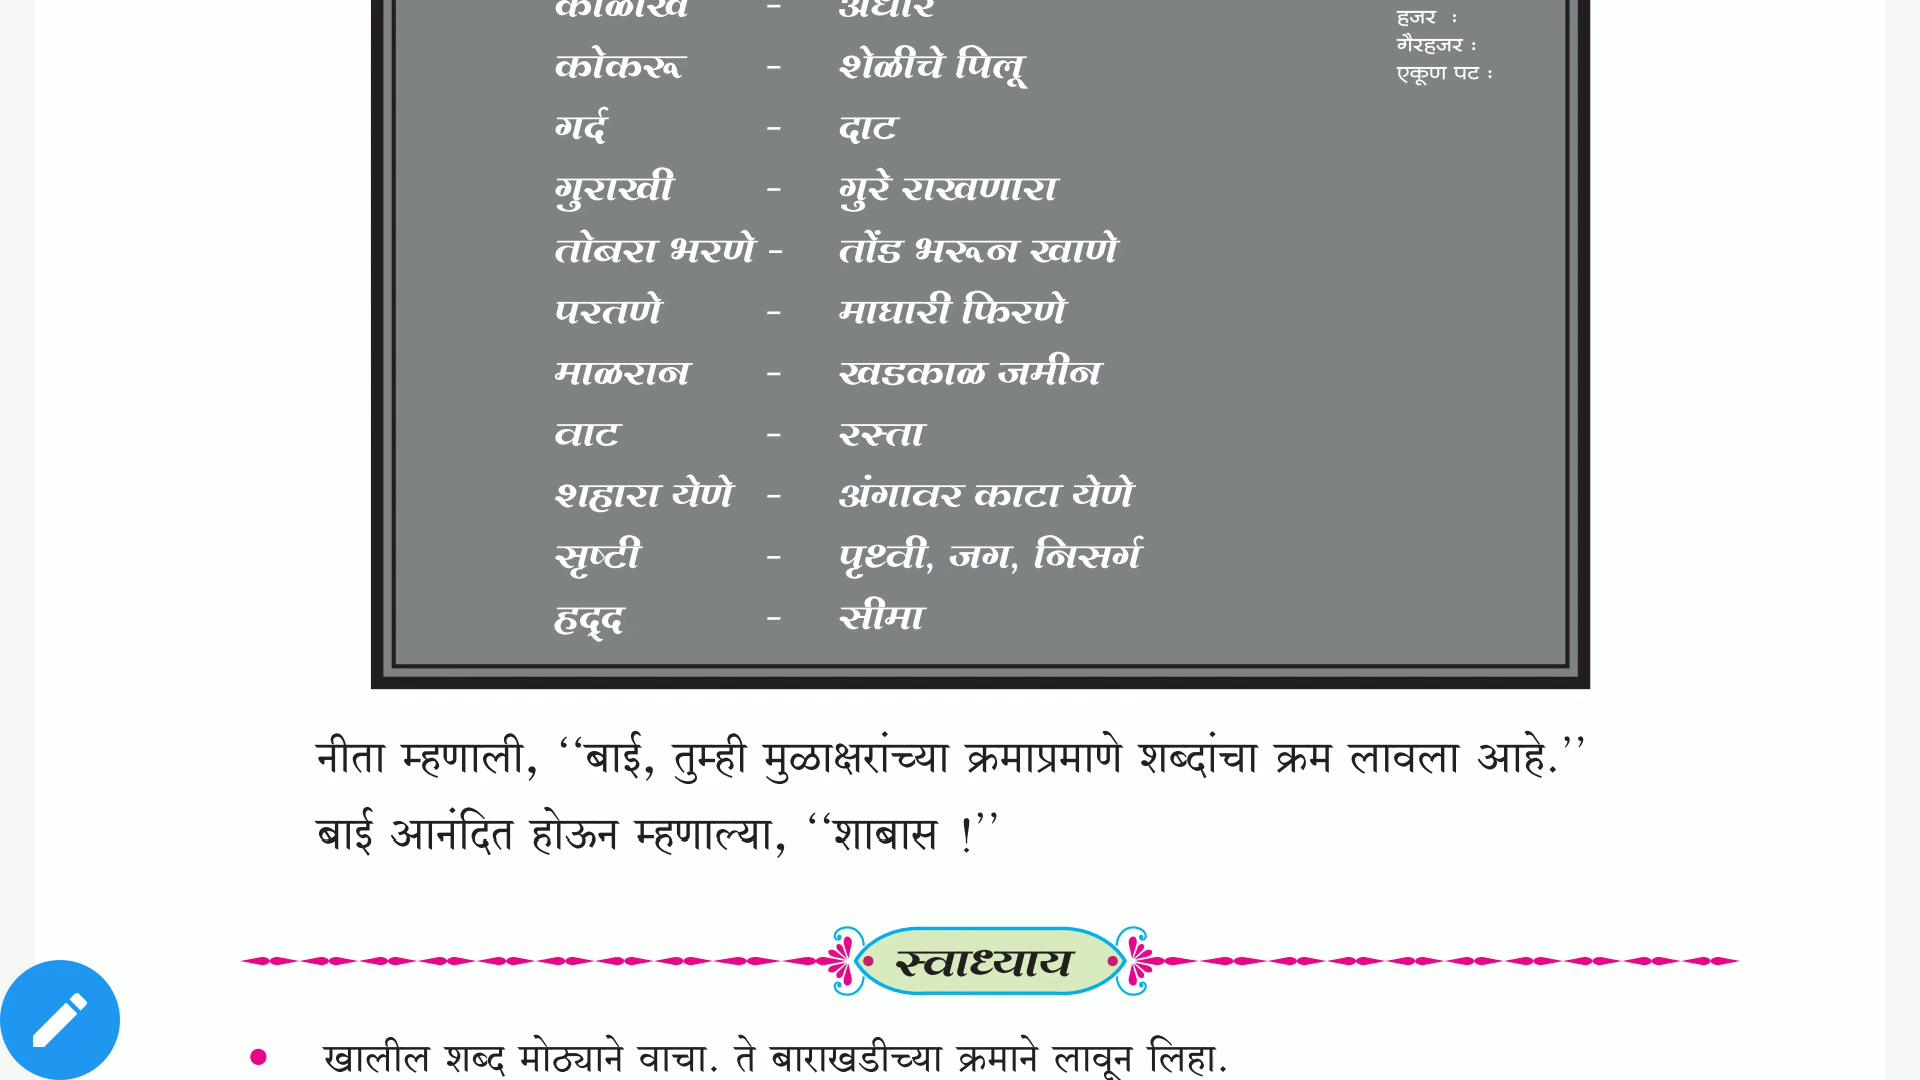 काळोख - अंधार
हजर :
गैरहजर :
एकूण पट :
कोकरू - शेळीचे पिलू
गर्द - दाट
गुराखी - गुरे राखणारा
तोबरा भरणे - तोंड भरून खाणे
परतणे - माघारी फिरणे
माळरान - खडकाळ जमीन
वाट - रस्ता
शहारा येणे - अंगावर काटा येणे
सृष्टी - पृथ्वी, जग, निसर्ग
हद्द - सीमा
नीता म्हणाली, ‘‘बाई, तुम्ही मुळाक्षरांच्या क्रमाप्रमाणे शब्दांचा क्रम लावला आहे.’’
बाई आनंदित होऊन म्हणाल्या, ‘‘शाबास !’’
स्वाध्याय
• खालील शब्द मोठ्याने वाचा. ते बाराखडीच्या क्रमाने लावून लिहा.